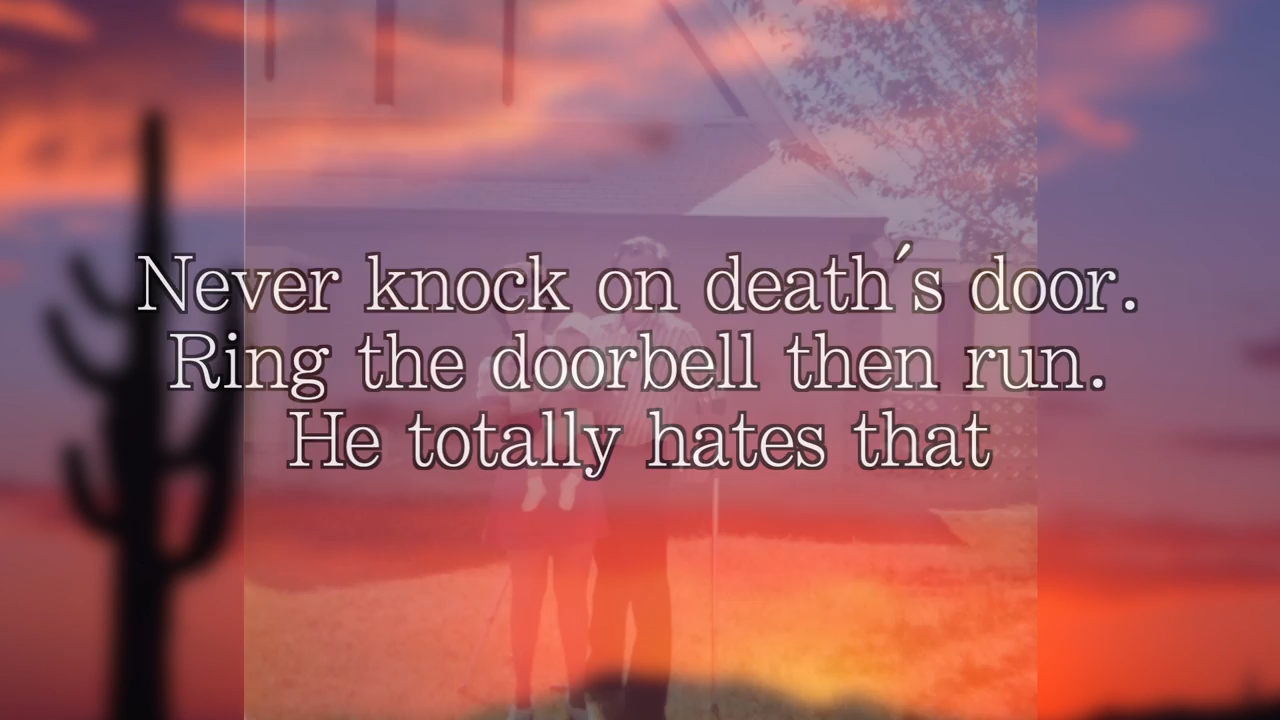 Never knock on death´s door.
Ring the doorbell then run.
He totally hates that